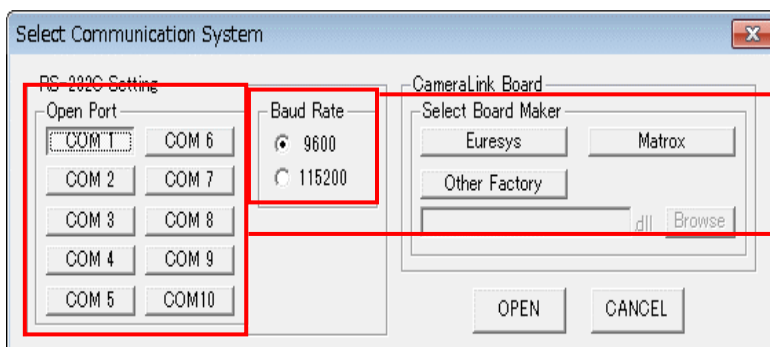 Select Communication System
RS-232C Setting
Open Port
COM 1
COM 6
COM 2
COM 7
COM 3
COM 8
COM 4
COM 9
COM 5
COM10
Baud Rate
9600
115200
CameraLink Board
Select Board Maker
Euresys
Matrox
Other Factory
dll
Browse
OPEN
CANCEL